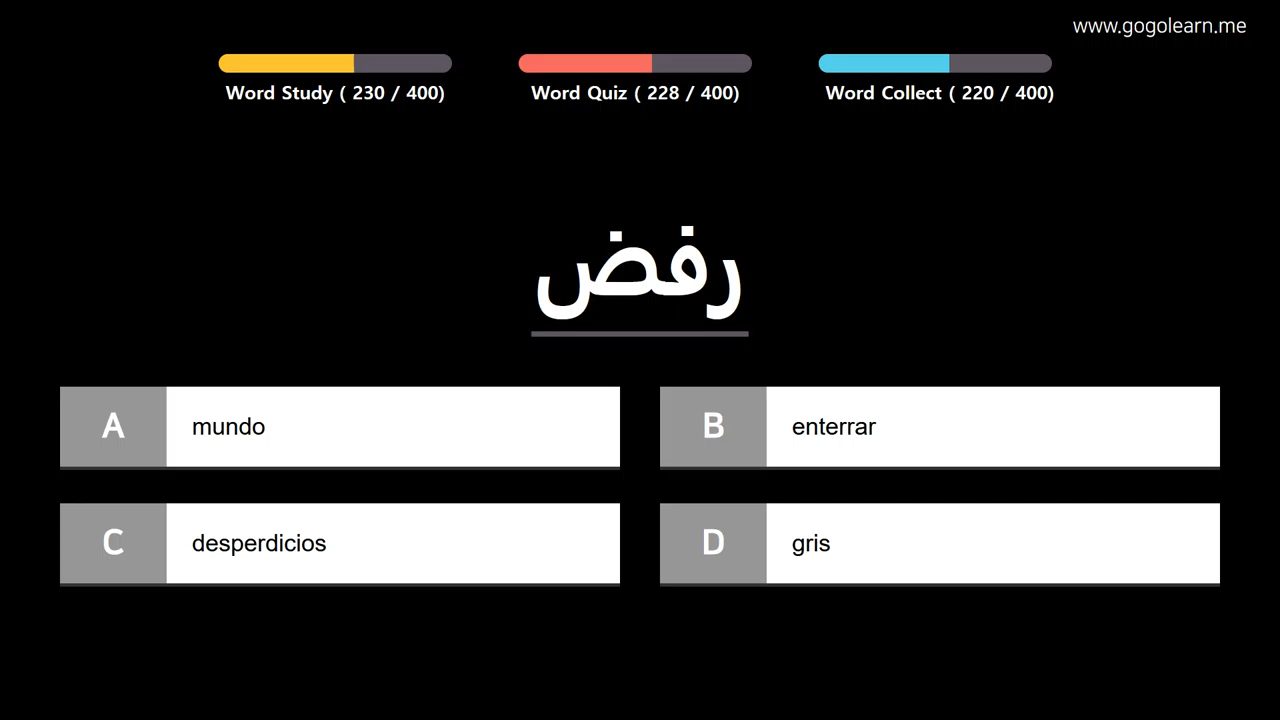 www.gogolearn.me
Word Study ( 230 / 400)
Word Quiz ( 228 / 400)
Word Collect ( 220 / 400)
رفض
A mundo
B enterrar
C desperdicios
D gris